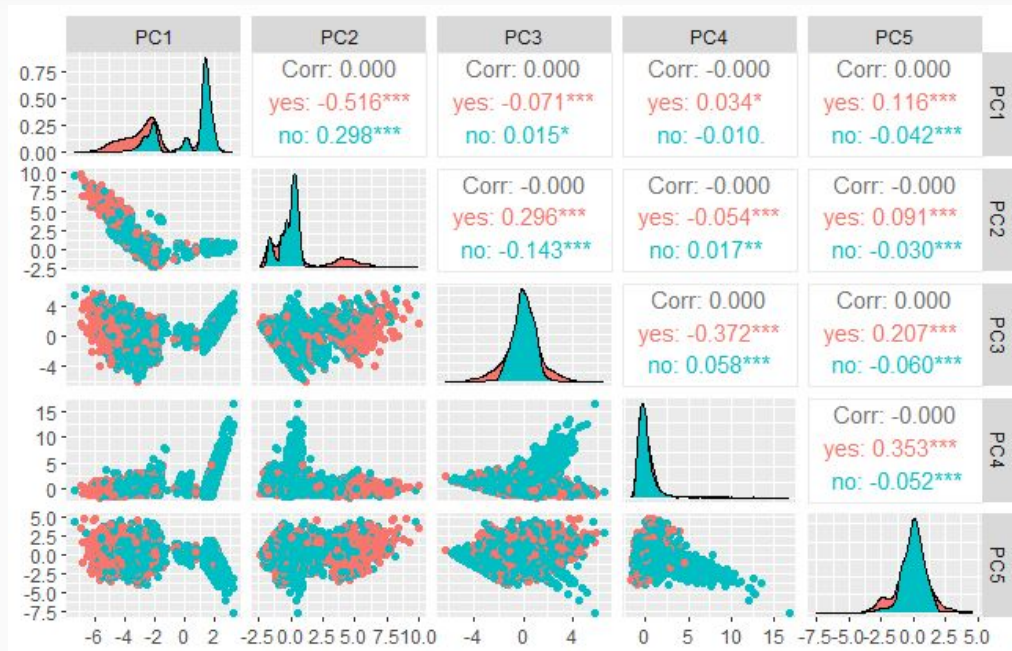 PC1 PC2 PC3 PC4 PC5
0.75
0.50
0.25
0.00
Corr: 0.000 Corr: 0.000 Corr: -0.000 Corr: 0.000
yes: -0.516*** yes: -0.071*** yes: 0.034* yes: 0.116***
no: 0.298*** no: 0.015* no: -0.010. no: -0.042***
PC1
10.0
7.5
5.0
2.5
0.0
-2.5
Corr: -0.000 Corr: -0.000 Corr: -0.000
yes: 0.296*** yes: -0.054*** yes: 0.091***
no: -0.143*** no: 0.017** no: -0.030***
PC2
4
0
-4
Corr: 0.000 Corr: 0.000
yes: -0.372*** yes: 0.207***
no: 0.058*** no: -0.060***
PC3
15
10
5
0
Corr: -0.000
yes: 0.353***
no: -0.052***
PC4
5.0
2.5
0.0
-2.5
-5.0
-7.5
PC5
-6 -4 -2 0 2 -2.5 0.0 2.5 5.0 7.5 10.0 -4 0 4 0 5 10 15 -7.5 -5.0 -2.5 0.0 2.5 5.0